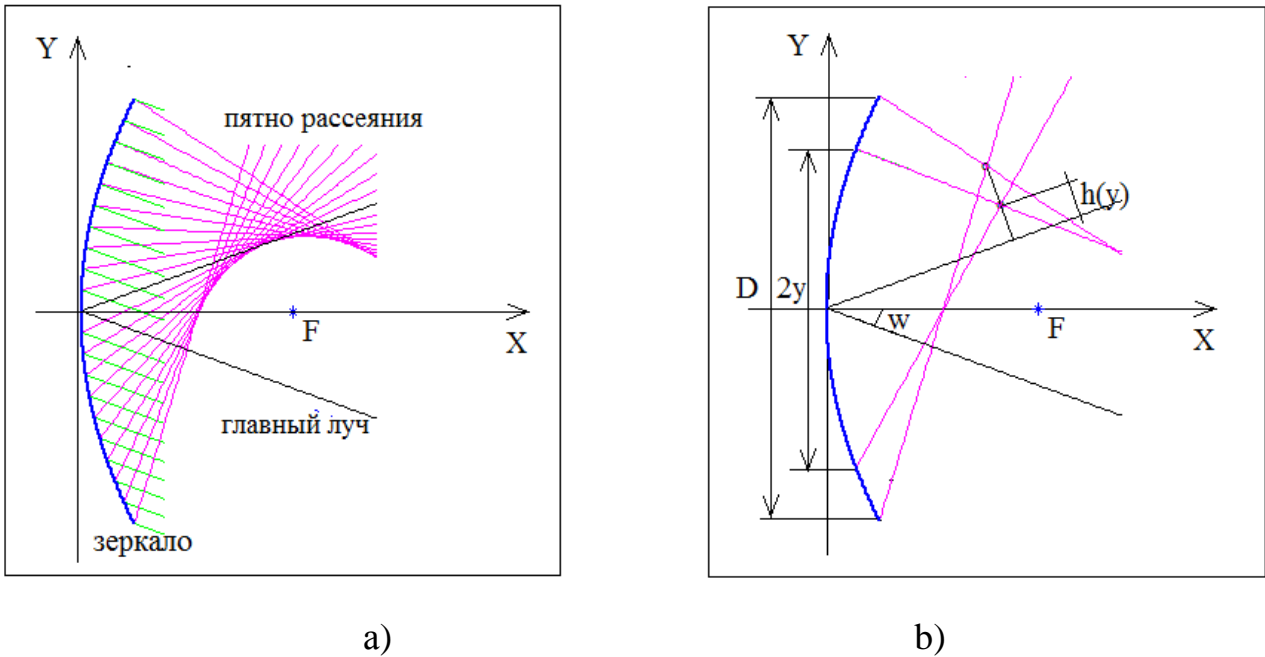 Y
пятно рассеяния
F
X
главный луч
зеркало
a)
Y
h(y)
D
2y
w
F
X
b)